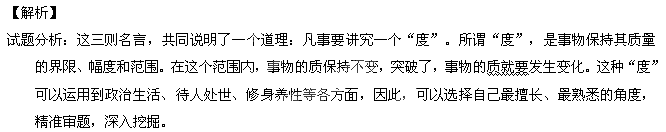 【解析】
试题分析：这三则名言，共同说明了一个道理：凡事要讲究一个“度”。所谓“度”，是事物保持其质量
的界限、幅度和范围。在这个范围内，事物的质保持不变，突破了，事物的质就要发生变化。这种“度”
可以运用到政治生活、待人处世、修身养性等各方面，因此，可以选择自己最擅长、最熟悉的角度，
精准审题，深入挖掘。